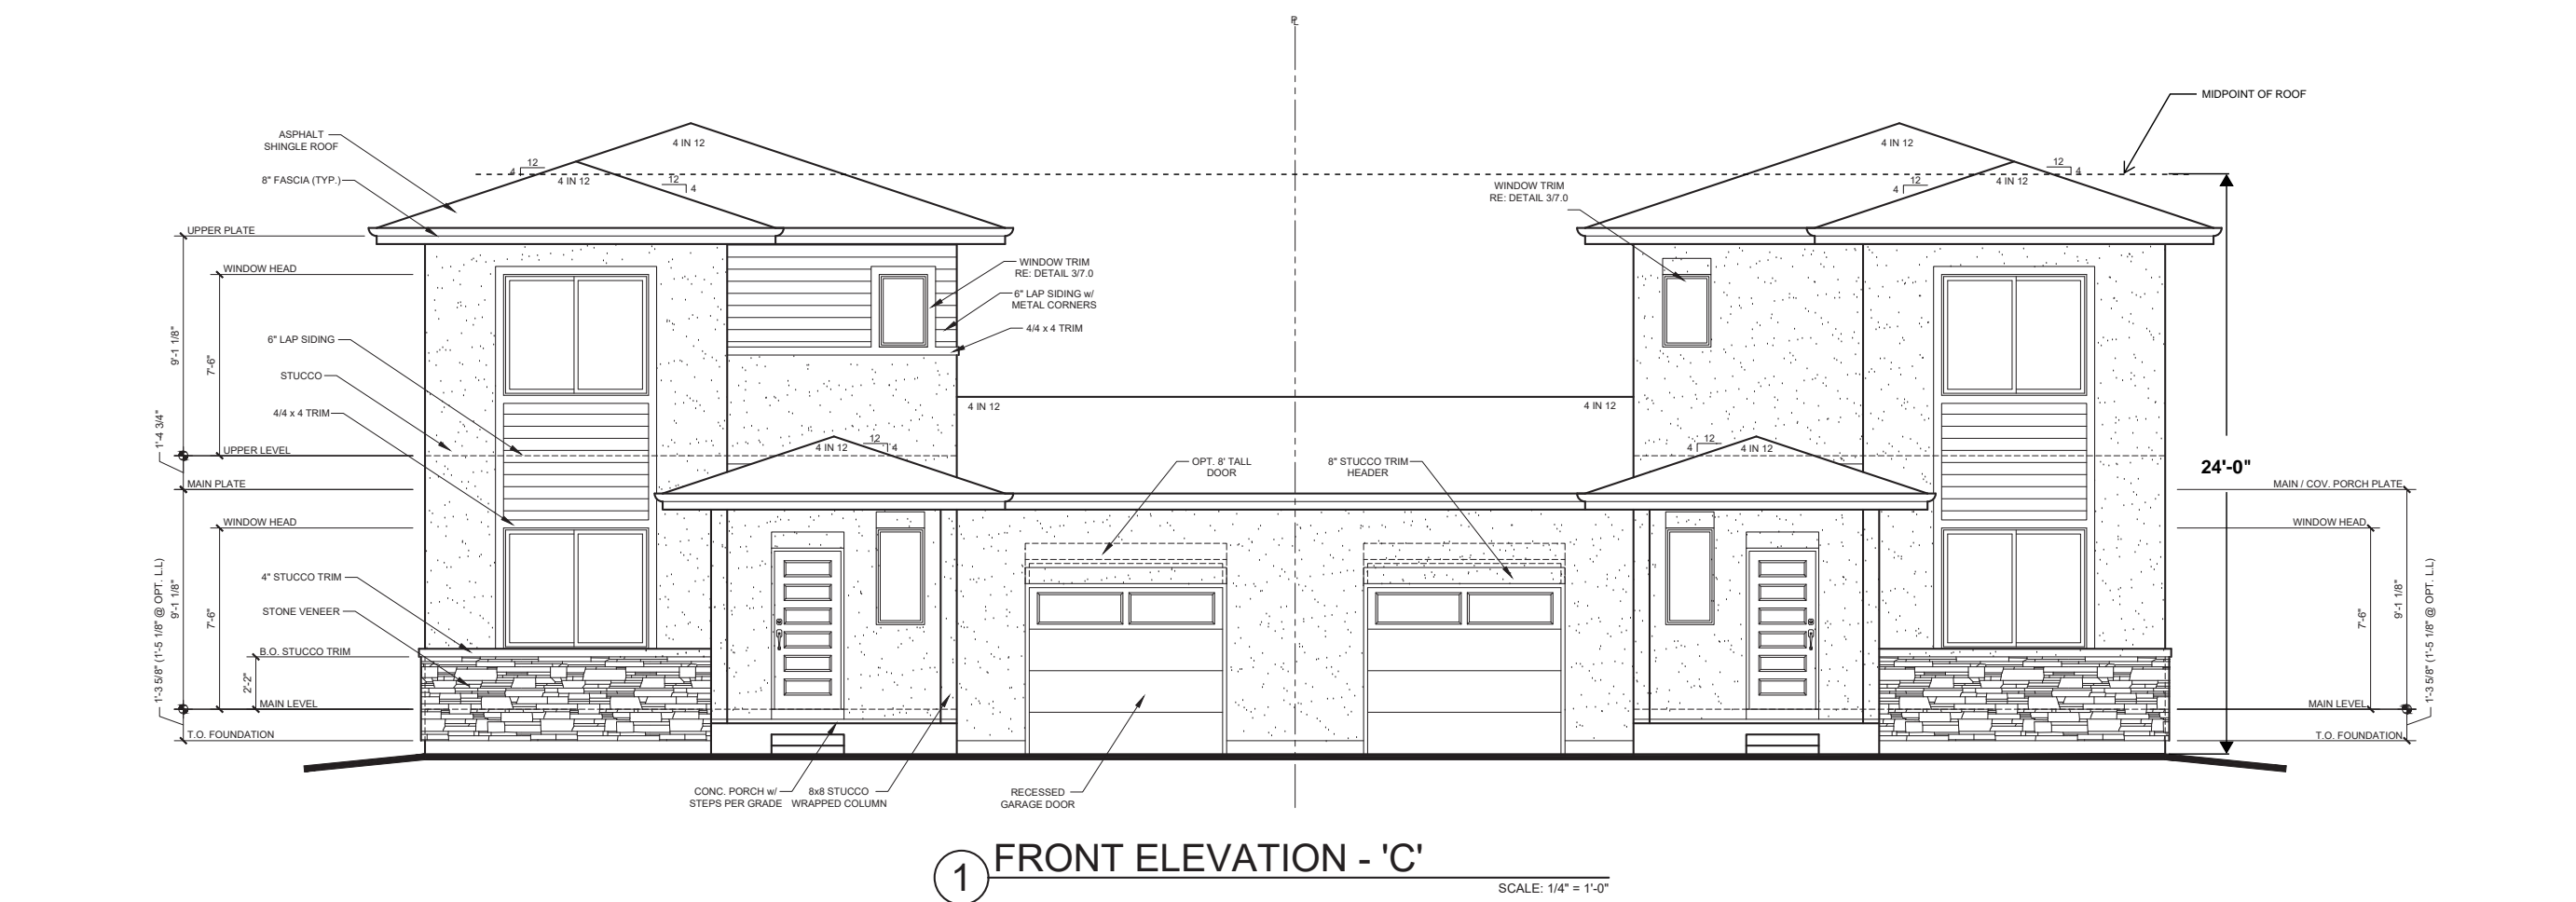 PL
MIDPOINT OF ROOF
ASPHALT
SHINGLE ROOF
4 IN 12
4 IN 12
12
4
4 IN 12
12
4
8" FASCIA (TYP.)
WINDOW TRIM
RE: DETAIL 3/7.0
12
4
4 IN 12
12
4
UPPER PLATE
WINDOW HEAD
WINDOW TRIM
RE: DETAIL 3/7.0
6" LAP SIDING w/
METAL CORNERS
4/4 x 4 TRIM
9'-1 1/8"
7'-6"
6" LAP SIDING
STUCCO
4/4 x 4 TRIM
4 IN 12
4 IN 12
1'-4 3/4"
UPPER LEVEL
4 IN 12
12
4
12
4
4 IN 12
OPT. 8' TALL
DOOR
8" STUCCO TRIM
HEADER
24'-0"
MAIN PLATE
MAIN / COV. PORCH PLATE
WINDOW HEAD
WINDOW HEAD
4" STUCCO TRIM
STONE VENEER
1'-3 5/8" (1'-5 1/8" @ OPT. L.L)
9'-1 1/8"
7'-6"
7'-6"
9'-1 1/8"
1'-3 5/8" (1'-5 1/8" @ OPT. L.L)
B.O. STUCCO TRIM
2'-2"
MAIN LEVEL
MAIN LEVEL
T.O. FOUNDATION
T.O. FOUNDATION
CONC. PORCH w/
STEPS PER GRADE
8x8 STUCCO
WRAPPED COLUMN
RECESSED
GARAGE DOOR
1
FRONT ELEVATION - 'C'
SCALE: 1/4" = 1'-0"